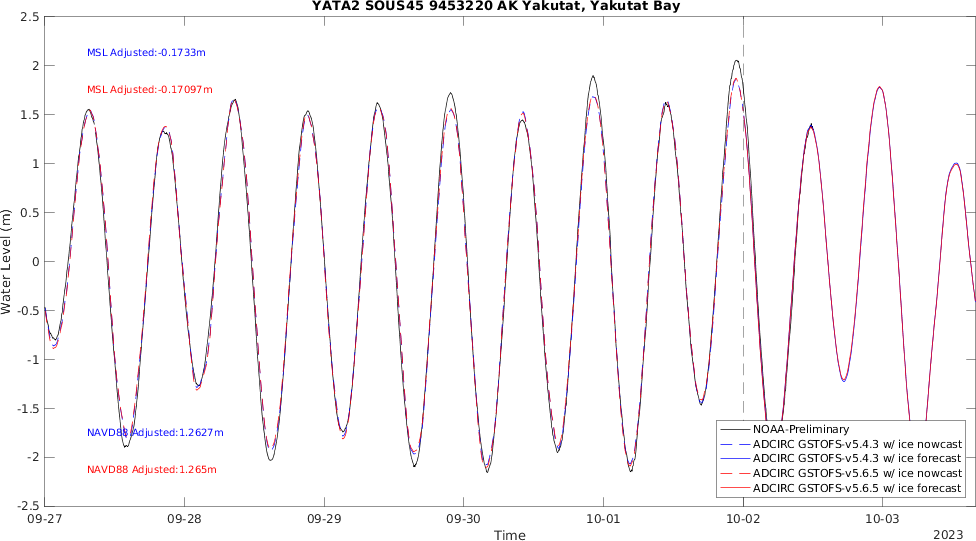 YATA2 SOUS45 9453220 AK Yakutat, Yakutat Bay
2.5
2
1.5
1
0.5
0
-0.5
-1
-1.5
-2
-2.5
Water Level (m)
MSL Adjusted:-0.1733m
MSL Adjusted:-0.17097m
NAVD88 Adjusted:1.2627m
NAVD88 Adjusted:1.265m
NOAA-Preliminary
ADCIRC GSTOFS-v5.4.3 w/ ice nowcast
ADCIRC GSTOFS-v5.4.3 w/ ice forecast
ADCIRC GSTOFS-v5.6.5 w/ ice nowcast
ADCIRC GSTOFS-v5.6.5 w/ ice forecast
09-27 09-28 09-29 09-30 10-01 10-02 10-03
Time
2023